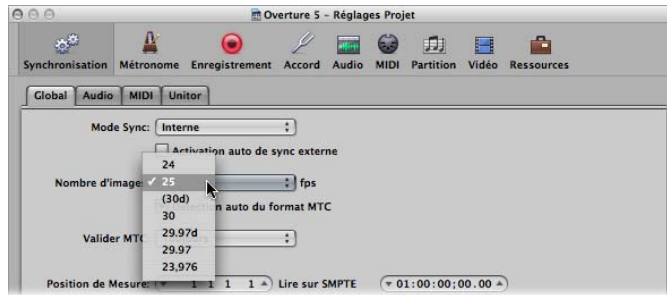 Overture 5 - Réglages Projet
Synchronisation Métronome Enregistrement Accord Audio MIDI Partition Vidéo Ressources
Global Audio MIDI Unitor
Mode Sync: Interne
Activation auto de sync externe
24
Nombre d'image ✓ 25 fps
(30d) auto du format MTC
30
29.97d
Valider MTC
29.97
23,976
Position de Mesure: 1 1 1 1 Lire sur SMPTE 01:00:00;00.00